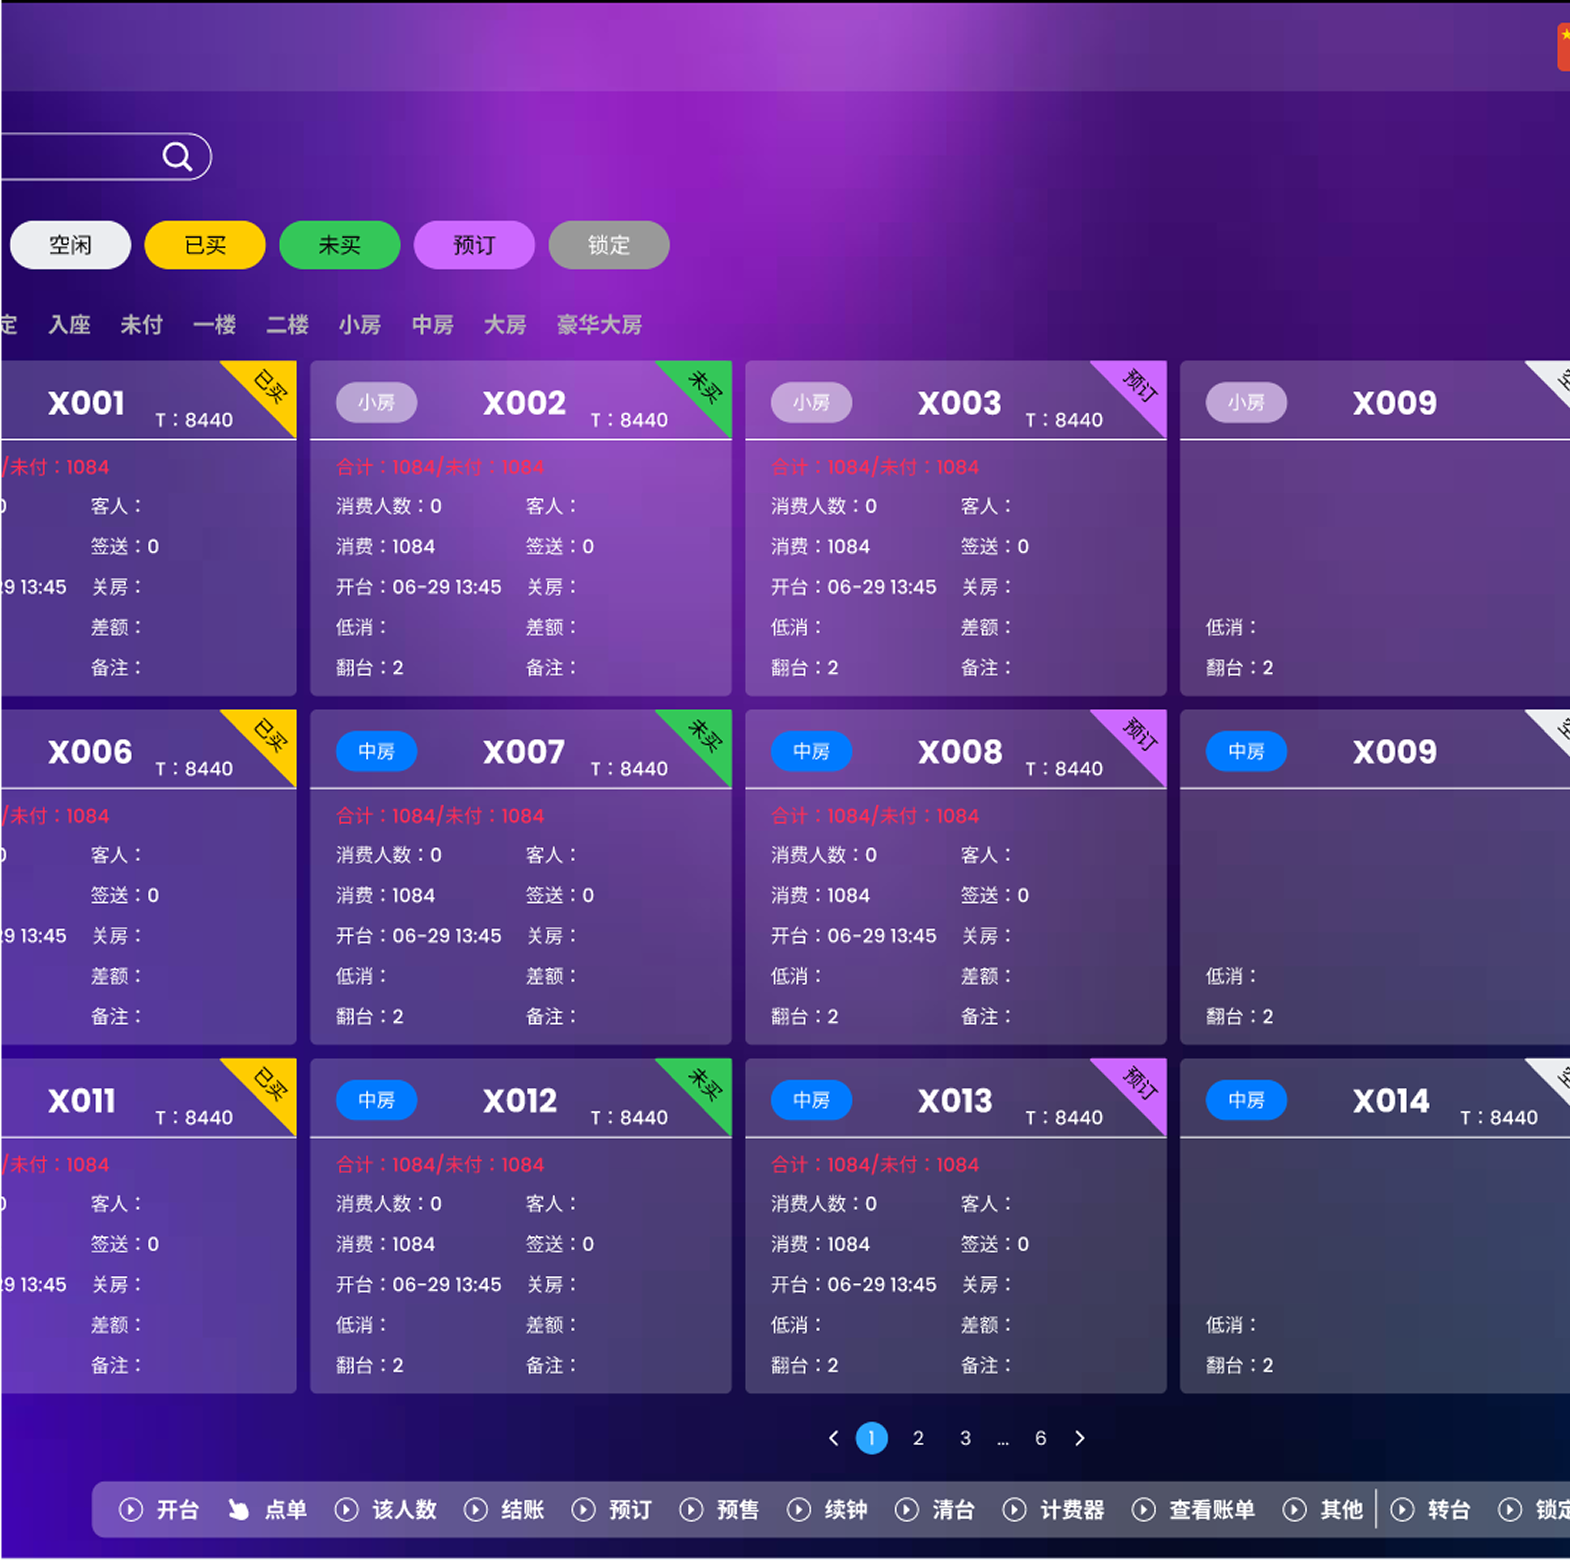 空闲 已买 未买 预订 锁定
定 入座 未付 一楼 二楼 小房 中房 大房 豪华大房
X001 T：8440 已买
/未付：1084
0 客人：
签送：0
29 13:45 关房：
差额：
备注：
小房 X002 T：8440 未买
合计：1084/未付：1084
消费人数：0 客人：
消费：1084 签送：0
开台：06-29 13:45 关房：
低消： 差额：
翻台：2 备注：
小房 X003 T：8440 预订
合计：1084/未付：1084
消费人数：0 客人：
消费：1084 签送：0
开台：06-29 13:45 关房：
低消： 差额：
翻台：2 备注：
小房 X009 空
低消：
翻台：2
X006 T：8440 已买
/未付：1084
0 客人：
签送：0
29 13:45 关房：
差额：
备注：
中房 X007 T：8440 未买
合计：1084/未付：1084
消费人数：0 客人：
消费：1084 签送：0
开台：06-29 13:45 关房：
低消： 差额：
翻台：2 备注：
中房 X008 T：8440 预订
合计：1084/未付：1084
消费人数：0 客人：
消费：1084 签送：0
开台：06-29 13:45 关房：
低消： 差额：
翻台：2 备注：
中房 X009 空
低消：
翻台：2
X011 T：8440 已买
/未付：1084
0 客人：
签送：0
29 13:45 关房：
差额：
备注：
中房 X012 T：8440 未买
合计：1084/未付：1084
消费人数：0 客人：
消费：1084 签送：0
开台：06-29 13:45 关房：
低消： 差额：
翻台：2 备注：
中房 X013 T：8440 预订
合计：1084/未付：1084
消费人数：0 客人：
消费：1084 签送：0
开台：06-29 13:45 关房：
低消： 差额：
翻台：2 备注：
中房 X014 T：8440 空
低消：
翻台：2
< 1 2 3 ... 6 >
开台 点单 该人数 结账 预订 预售 续钟 清台 计费器 查看账单 其他 转台 锁定